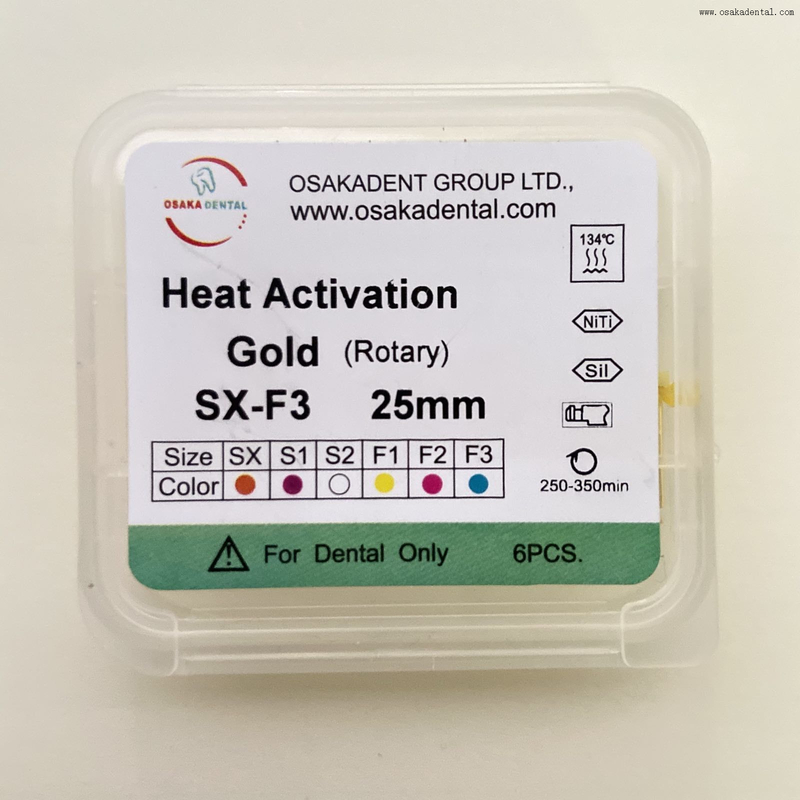 www.osakadental.com
OSAKA DENTAL
OSAKADENT GROUP LTD.,
www.osakadental.com
134℃
Heat Activation
NiTi
Gold (Rotary)
Sil
SX-F3 25mm
Size SX S1 S2 F1 F2 F3
Color
250-350min
For Dental Only 6PCS.